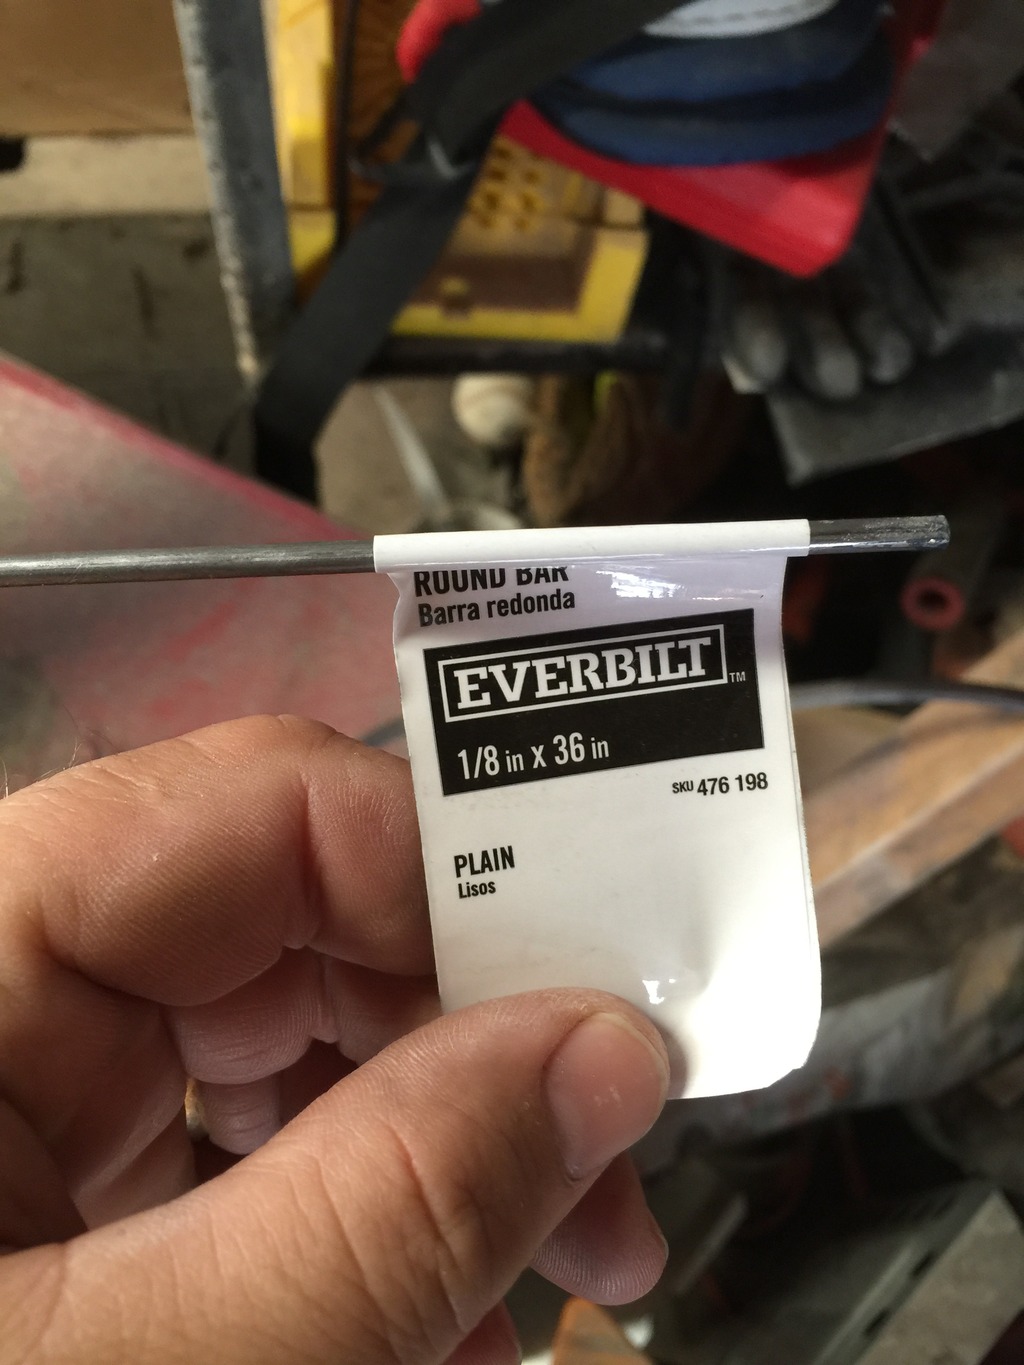 ROUND BAR
Barra redonda
EVERBILT™
1/8 in x 36 in
SKU 476 198
PLAIN
Lisos